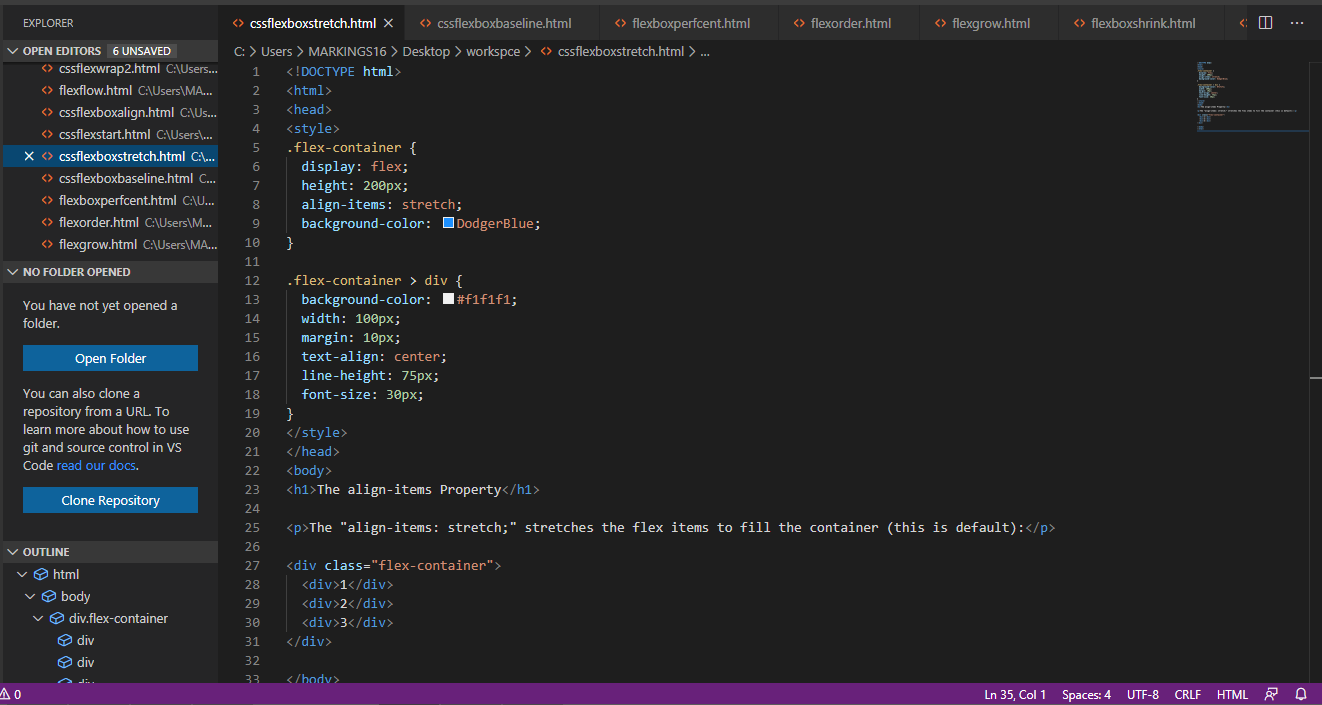 EXPLORER
cssflexboxstretch.html
cssflexboxbaseline.html
flexboxperfcent.html
flexorder.html
flexgrow.html
flexboxshrink.html
OPEN EDITORS 6 UNSAVED
cssflexwrap2.html C:\Users...
flexflow.html C:\Users\MA...
cssflexboxalign.html C:\Us...
cssflexstart.html C:\Users\...
cssflexboxstretch.html C:\...
cssflexboxbaseline.html C...
flexboxperfcent.html C:\U...
flexorder.html C:\Users\M...
flexgrow.html C:\Users\MA...
NO FOLDER OPENED
You have not yet opened a
folder.
Open Folder
You can also clone a
repository from a URL. To
learn more about how to use
git and source control in VS
Code read our docs.
Clone Repository
OUTLINE
html
body
div.flex-container
div
div
C: > Users > MARKINGS16 > Desktop > workspce > cssflexboxstretch.html > ...
1 <!DOCTYPE html>
2 <html>
3 <head>
4 <style>
5 .flex-container {
6 display: flex;
7 height: 200px;
8 align-items: stretch;
9 background-color: DodgerBlue;
10 }
11
12 .flex-container > div {
13 background-color: #f1f1f1;
14 width: 100px;
15 margin: 10px;
16 text-align: center;
17 line-height: 75px;
18 font-size: 30px;
19 }
20 </style>
21 </head>
22 <body>
23 <h1>The align-items Property</h1>
24
25 <p>The "align-items: stretch;" stretches the flex items to fill the container (this is default):</p>
26
27 <div class="flex-container">
28 <div>1</div>
29 <div>2</div>
30 <div>3</div>
31 </div>
32
33 </body>
0
Ln 35, Col 1 Spaces: 4 UTF-8 CRLF HTML